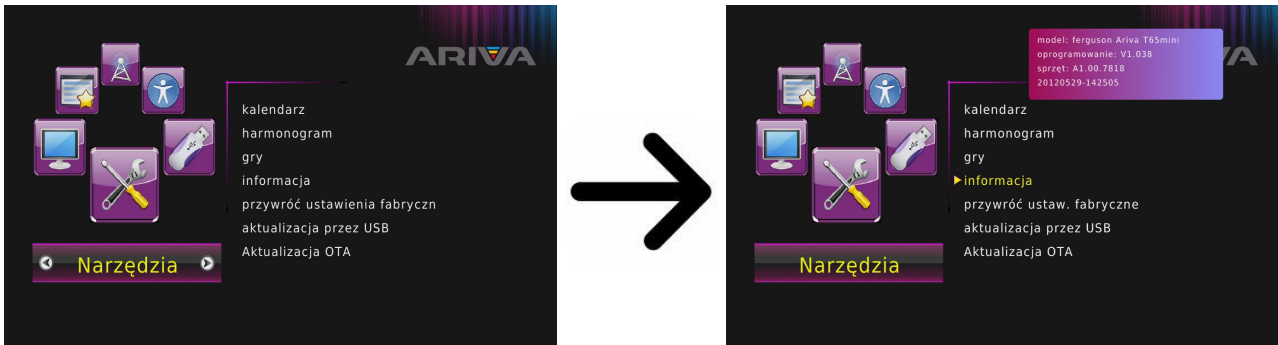 ARIVA
kalendarz
harmonogram
gry
informacja
przywróć ustawienia fabryczn
aktualizacja przez USB
Aktualizacja OTA
Narzędzia
model: ferguson Ariva T65mini
oprogramowanie: V1.038
sprzęt: A1.00.7818
20120529-142505
VA
kalendarz
harmonogram
gry
informacja
przywróć ustaw. fabryczne
aktualizacja przez USB
Aktualizacja OTA
Narzędzia